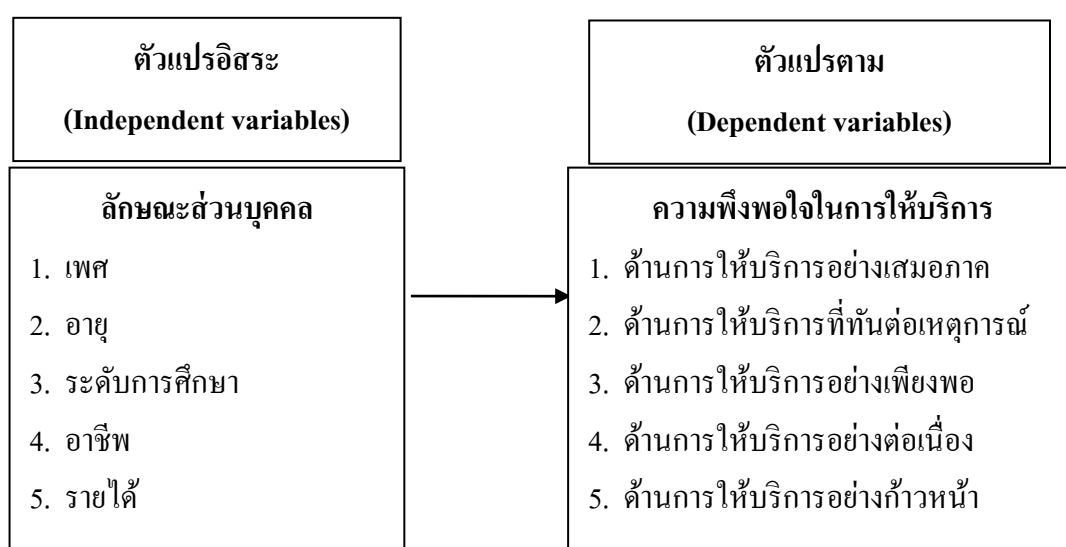 ตัวแปรอิสระ
(Independent variables)
ลักษณะส่วนบุคคล
1. เพศ
2. อายุ
3. ระดับการศึกษา
4. อาชีพ
5. รายได้
ตัวแปรตาม
(Dependent variables)
ความพึงพอใจในการให้บริการ
1. ด้านการให้บริการอย่างเสมอภาค
2. ด้านการให้บริการที่ทันต่อเหตุการณ์
3. ด้านการให้บริการอย่างเพียงพอ
4. ด้านการให้บริการอย่างต่อเนื่อง
5. ด้านการให้บริการอย่างก้าวหน้า